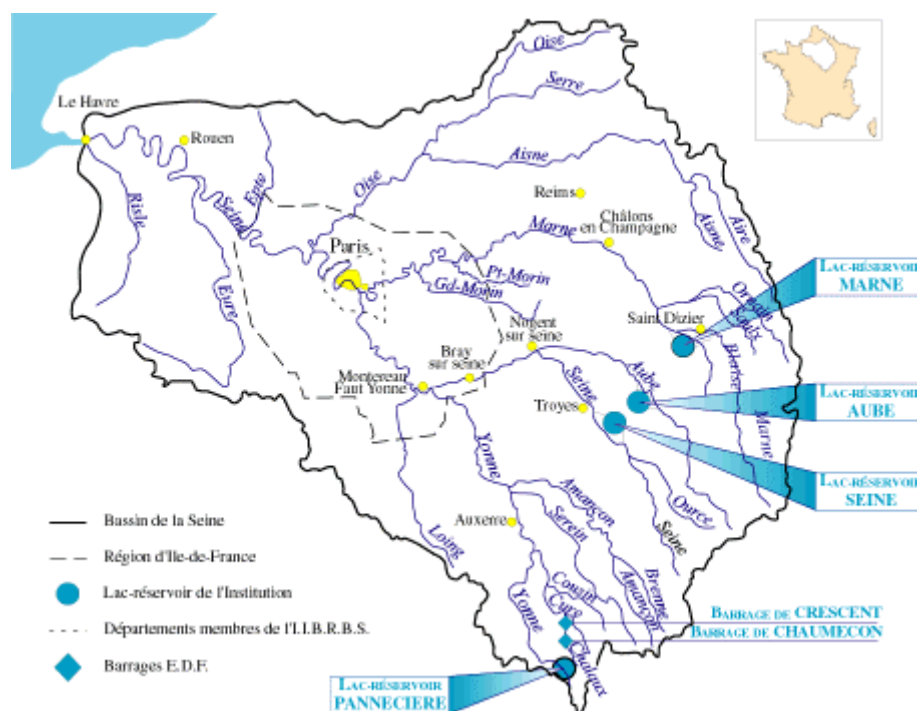 Oise
Serre
Le Havre
Rouen
Aisne
Epte
Oise
Reims
Risle
Seine
Marne
Châlons
en Champagne
Aisne
Aire
Paris
Pt-Morin
Gd-Morin
LAC-RÉSERVOIR
MARNE
Eure
Nogent
sur seine
Saint Dizier
Bray
sur seine
Blaise
Montereau
Faut Yonne
Seine
Aube
Troyes
LAC-RÉSERVOIR
AUBE
Marne
Yonne
LAC-RÉSERVOIR
SEINE
Amançon
Ource
Auxerre
Serein
Seine
Loing
Bassin de la Seine
Région d'Ile-de-France
Lac-réservoir de l'Institution
Cousin
Cure
Brenne
Amançon
Yonne
BARRAGE DE CRESCENT
Départements membres de l'I.I.B.R.B.S.
BARRAGE DE CHAUMECON
Chalaux
Barrages E.D.F.
LAC-RÉSERVOIR
PANNECIERE